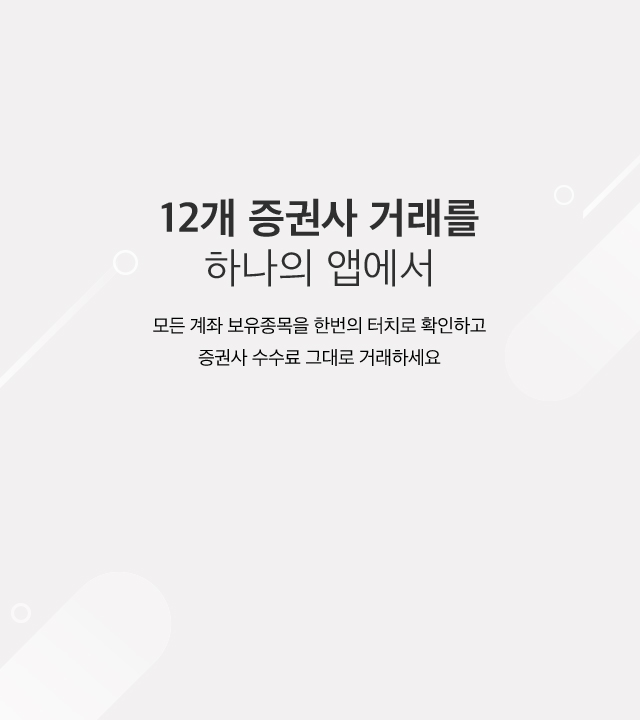 12개 증권사 거래를
하나의 앱에서
모든 계좌 보유종목을 한번의 터치로 확인하고
증권사 수수료 그대로 거래하세요